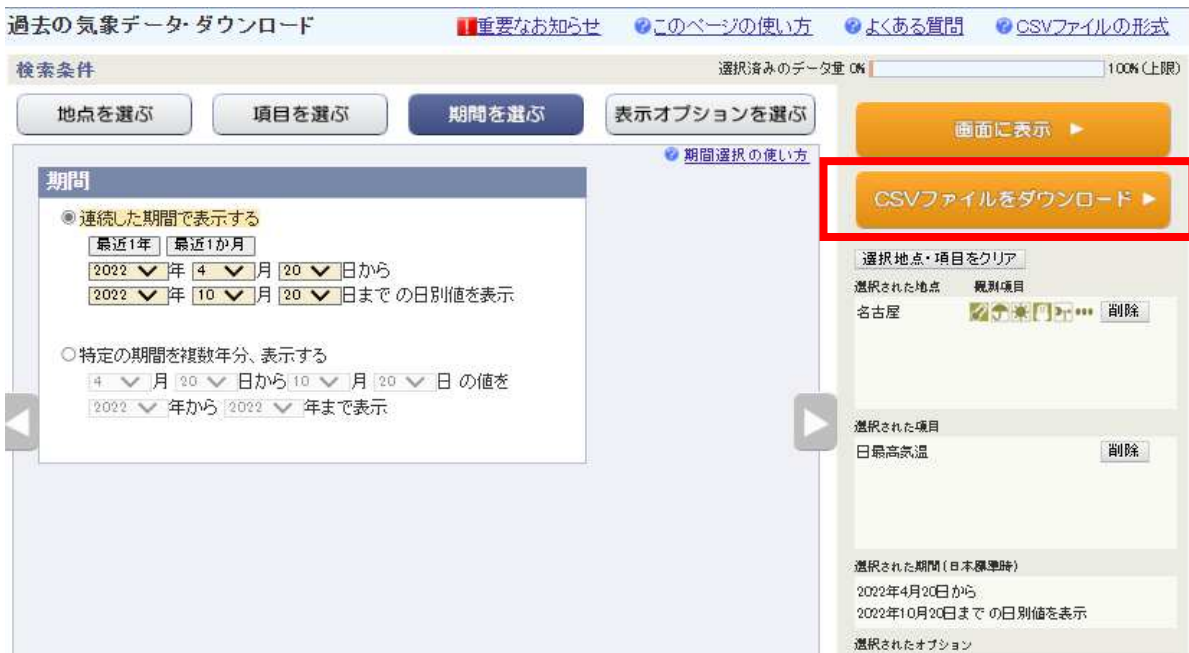 過去の気象データ・ダウンロード
重要なお知らせ
このページの使い方
よくある質問
CSVファイルの形式
検索条件
選択済みのデータ量 0% 100%(上限)
地点を選ぶ
項目を選ぶ
期間を選ぶ
表示オプションを選ぶ
期間選択の使い方
期間
連続した期間で表示する
最近1年 最近1か月
2022 年 4 月 20 日から
2022 年 10 月 20 日まで の日別値を表示
特定の期間を複数年分、表示する
4 月 20 日から 10 月 20 日 の値を
2022 年から 2022 年まで表示
画面に表示
CSVファイルをダウンロード
選択地点・項目をクリア
選択された地点 観測項目
名古屋 削除
選択された項目
日最高気温 削除
選択された期間(日本標準時)
2022年4月20日から
2022年10月20日まで の日別値を表示
選択されたオプション